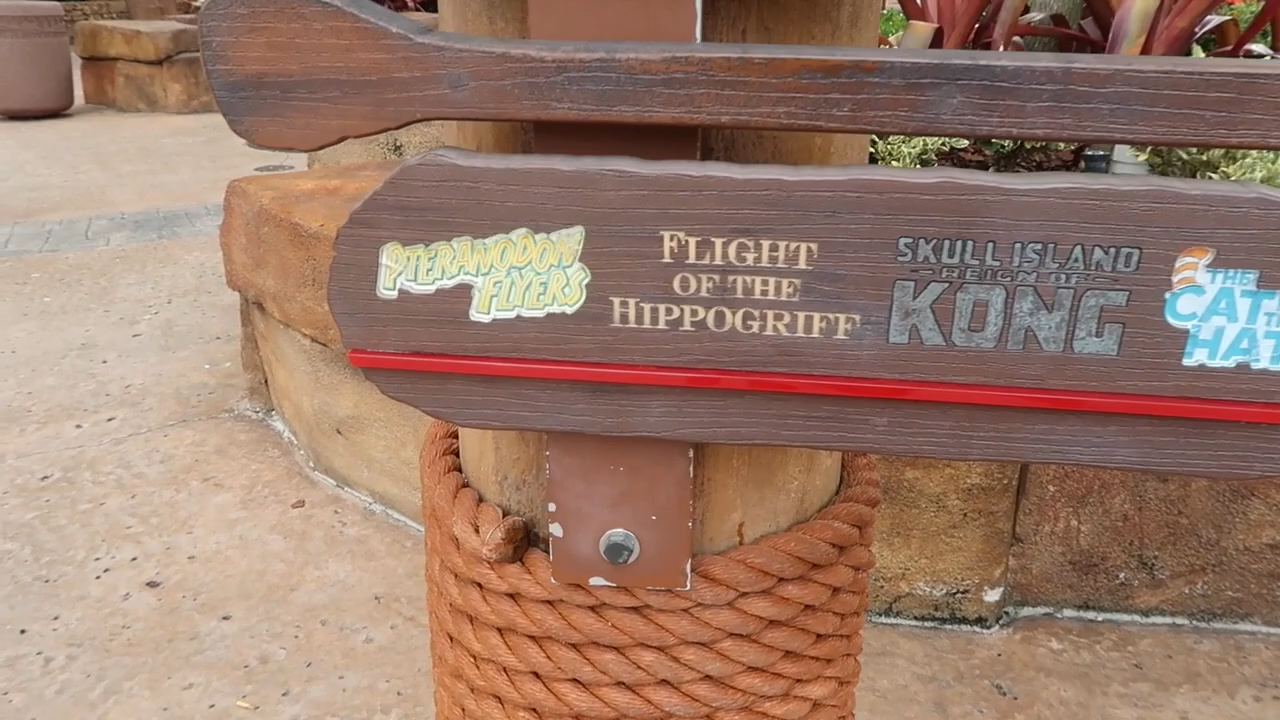 PTERANODON
FLYERS
FLIGHT
OF THE
HIPPOGRIFF
SKULL ISLAND
REIGN OF
KONG
THE
CAT
HAT